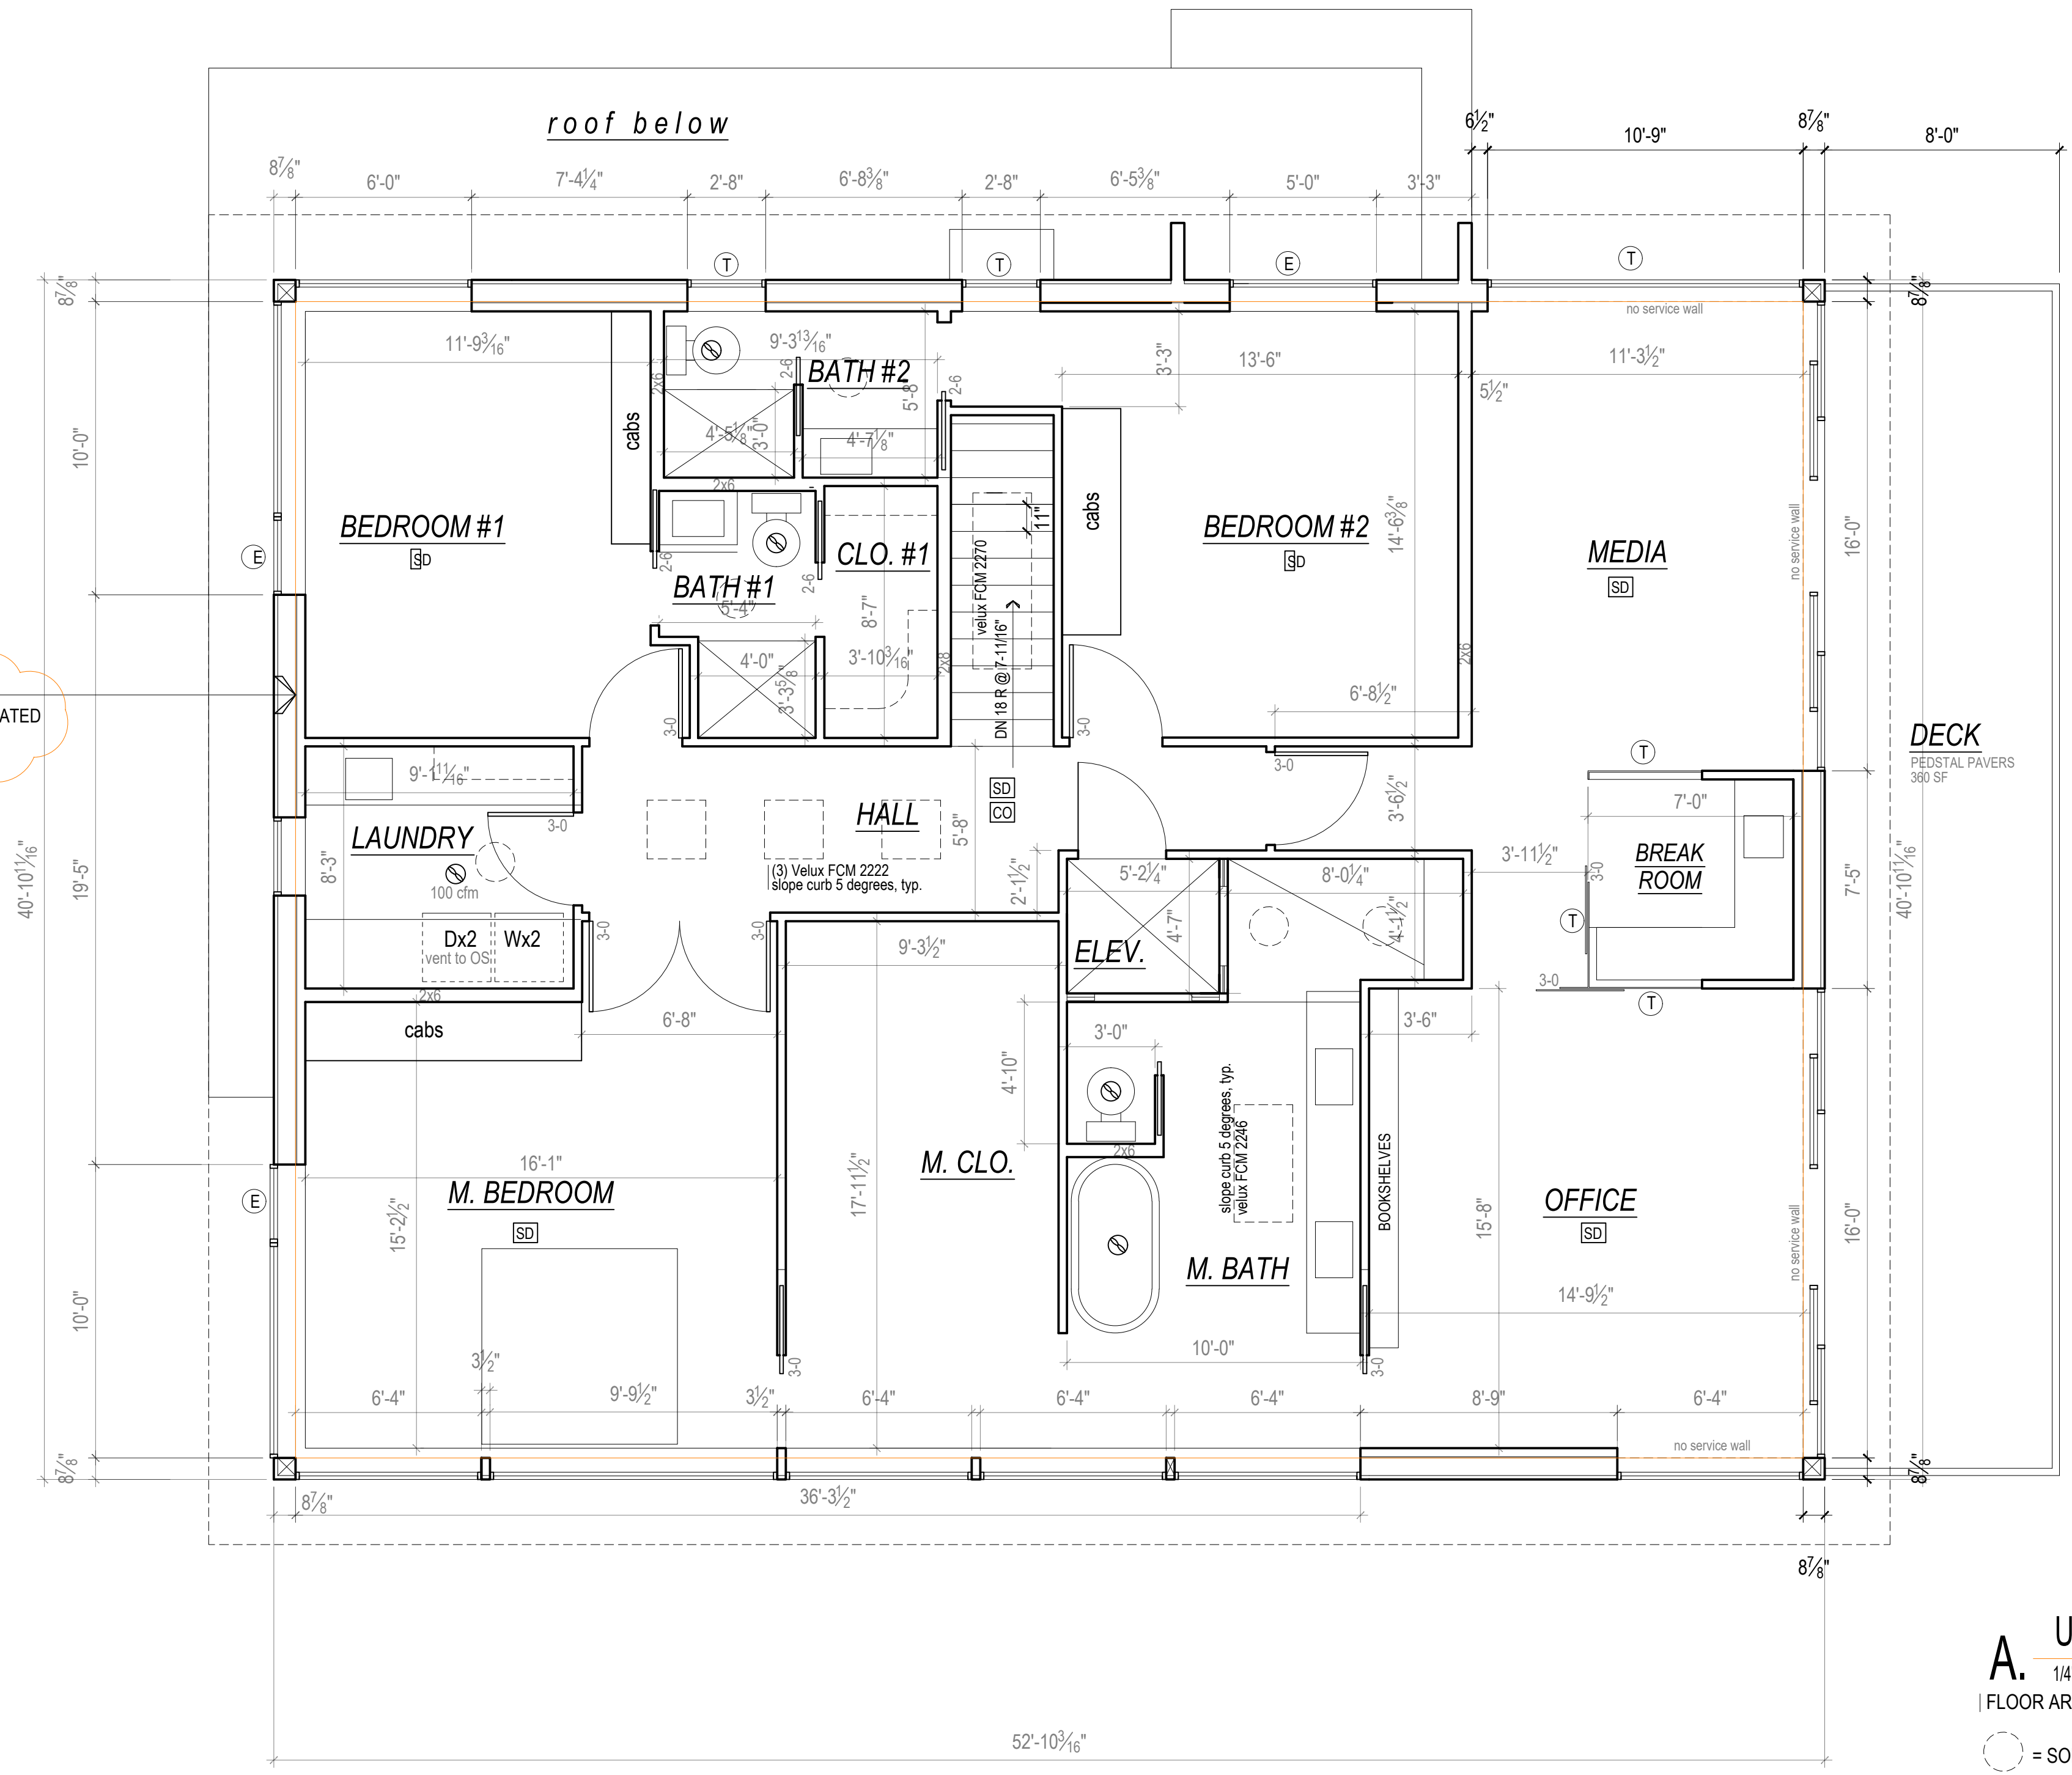 roof below
6½"
10'-9"
8⅞"
8'-0"
8⅞"
6'-0"
7'-4¼"
2'-8"
6'-8⅜"
2'-8"
6'-5⅜"
5'-0"
3'-3"
T
T
E
T
8⅞"
8⅞"
no service wall
11'-9³⁄₁₆"
9'-3¹³⁄₁₆"
2-6
BATH #2
5'-8"
2-6
3'-3"
13'-6"
11'-3½"
5½"
2x6
cabs
4'-5⅛"
3'-0"
4'-7⅛"
10'-0"
2x6
BEDROOM #1
SD
E
2-6
BATH #1
5'-4"
2-6
CLO. #1
8'-7"
velux FCM 2270
11"
DN 18 R @ 7-11/16"
cabs
BEDROOM #2
SD
14'-6⅜"
MEDIA
SD
no service wall
16'-0"
4'-0"
3'-3⅝"
3'-10³⁄₁₆"
2x8
2x6
6'-8½"
ATED
3-0
3-0
3-0
DECK
PEDSTAL PAVERS
360 SF
T
9'-1¹¹⁄₁₆"
SD
CO
HALL
5'-8"
3'-6½"
7'-0"
3-0
LAUNDRY
8'-3"
100 cfm
(3) Velux FCM 2222
slope curb 5 degrees, typ.
2'-1½"
5'-2¼"
8'-0¼"
3'-11½"
3-0
BREAK
ROOM
7'-5"
40'-10¹¹⁄₁₆"
19'-5"
40'-10¹¹⁄₁₆"
Dx2
vent to OS
Wx2
3-0
3-0
9'-3½"
ELEV.
4'-7"
4'-1½"
T
2x6
3-0
T
cabs
6'-8"
4'-10"
3'-0"
3'-6"
2x6
slope curb 5 degrees, typ.
velux FCM 2246
BOOKSHELVES
16'-1"
M. BEDROOM
SD
15'-2½"
M. CLO.
17'-11½"
M. BATH
15'-8"
OFFICE
SD
no service wall
16'-0"
E
10'-0"
14'-9½"
10'-0"
3-0
3-0
3½"
6'-4"
9'-9½"
3½"
6'-4"
6'-4"
6'-4"
8'-9"
6'-4"
no service wall
8⅞"
8⅞"
8⅞"
36'-3½"
8⅞"
52'-10³⁄₁₆"
A.
U
1/4
FLOOR AR
= SO